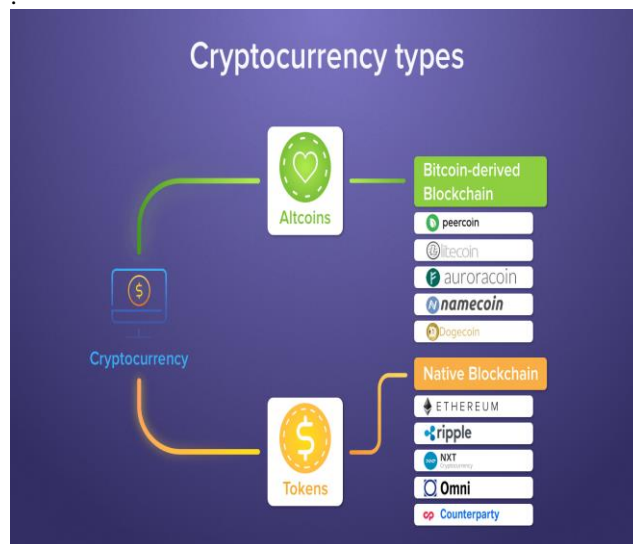 Cryptocurrency types
Altcoins
Bitcoin-derived
Blockchain
peercoin
litecoin
auroracoin
namecoin
Dogecoin
$
Cryptocurrency
Native Blockchain
ETHEREUM
ripple
NXT
Cryptocurrency
Omni
Counterparty
$
Tokens